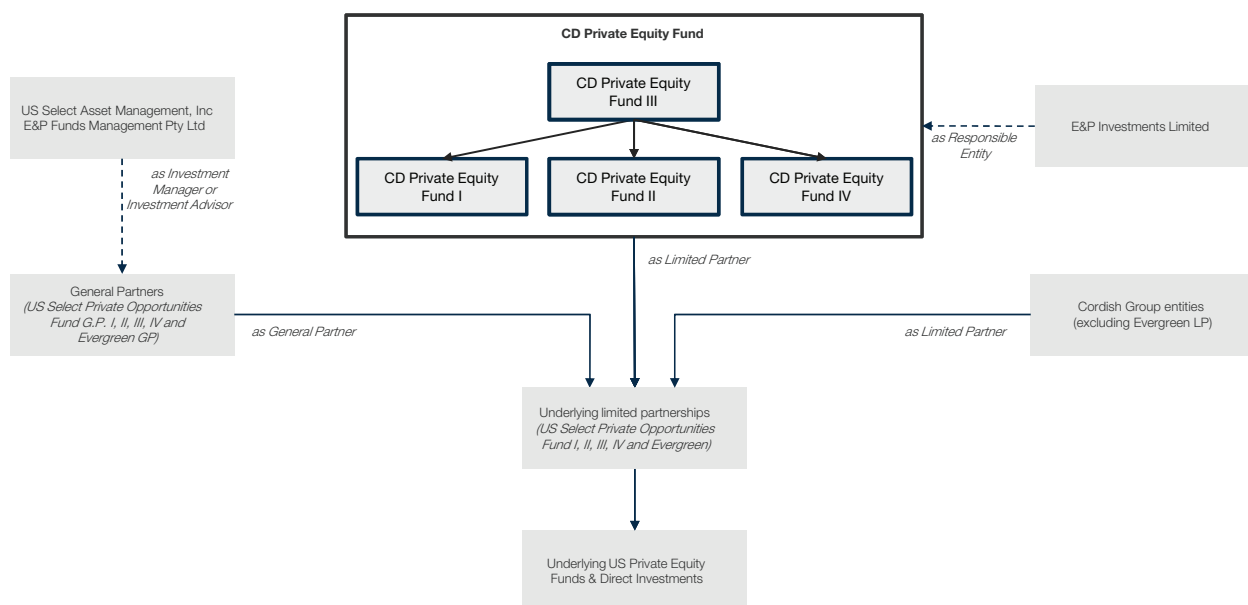 CD Private Equity Fund
CD Private Equity
Fund III
US Select Asset Management, Inc
E&P Funds Management Pty Ltd
E&P Investments Limited
as Responsible
Entity
CD Private Equity
Fund I
CD Private Equity
Fund II
CD Private Equity
Fund IV
as Investment
Manager or
Investment Advisor
as Limited Partner
General Partners
(US Select Private Opportunities
Fund G.P. I, II, III, IV and
Evergreen GP)
as General Partner
as Limited Partner
Cordish Group entities
(excluding Evergreen LP)
Underlying limited partnerships
(US Select Private Opportunities
Fund I, II, III, IV and Evergreen)
Underlying US Private Equity
Funds & Direct Investments